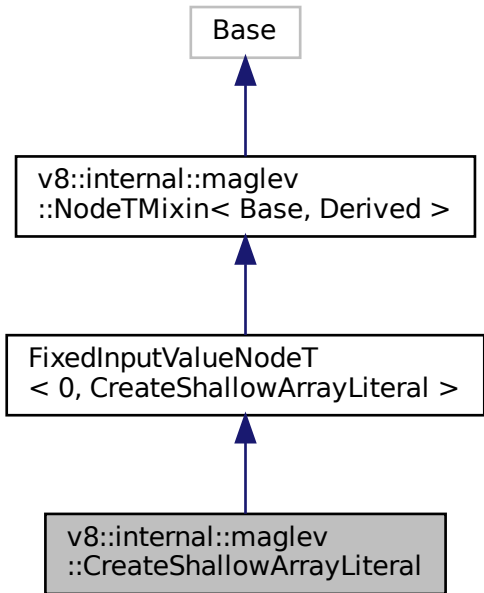 Base
v8::internal::maglev
::NodeTMixin< Base, Derived >
FixedInputValueNodeT
< 0, CreateShallowArrayLiteral >
v8::internal::maglev
::CreateShallowArrayLiteral